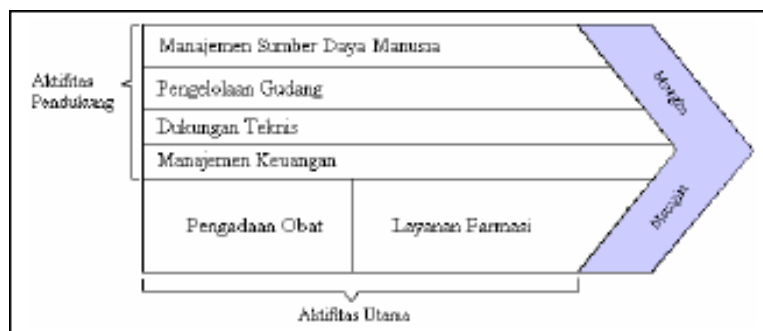 Manajemen Sumber Daya Manusia
Aktifitas
Pendukung
Pengelolaan Gudang
Dukungan Teknis
Manajemen Keuangan
Margin
Margin
Pengadaan Obat
Layanan Farmasi
Aktifitas Utama